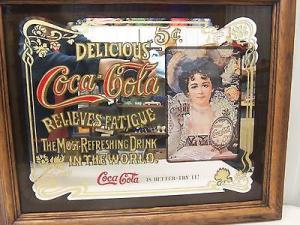 DELICIOUS 5¢
Coca-Cola
RELIEVES FATIGUE
THE MOST REFRESHING DRINK
IN THE WORLD.
Coca-Cola IS BETTER-TRY IT!